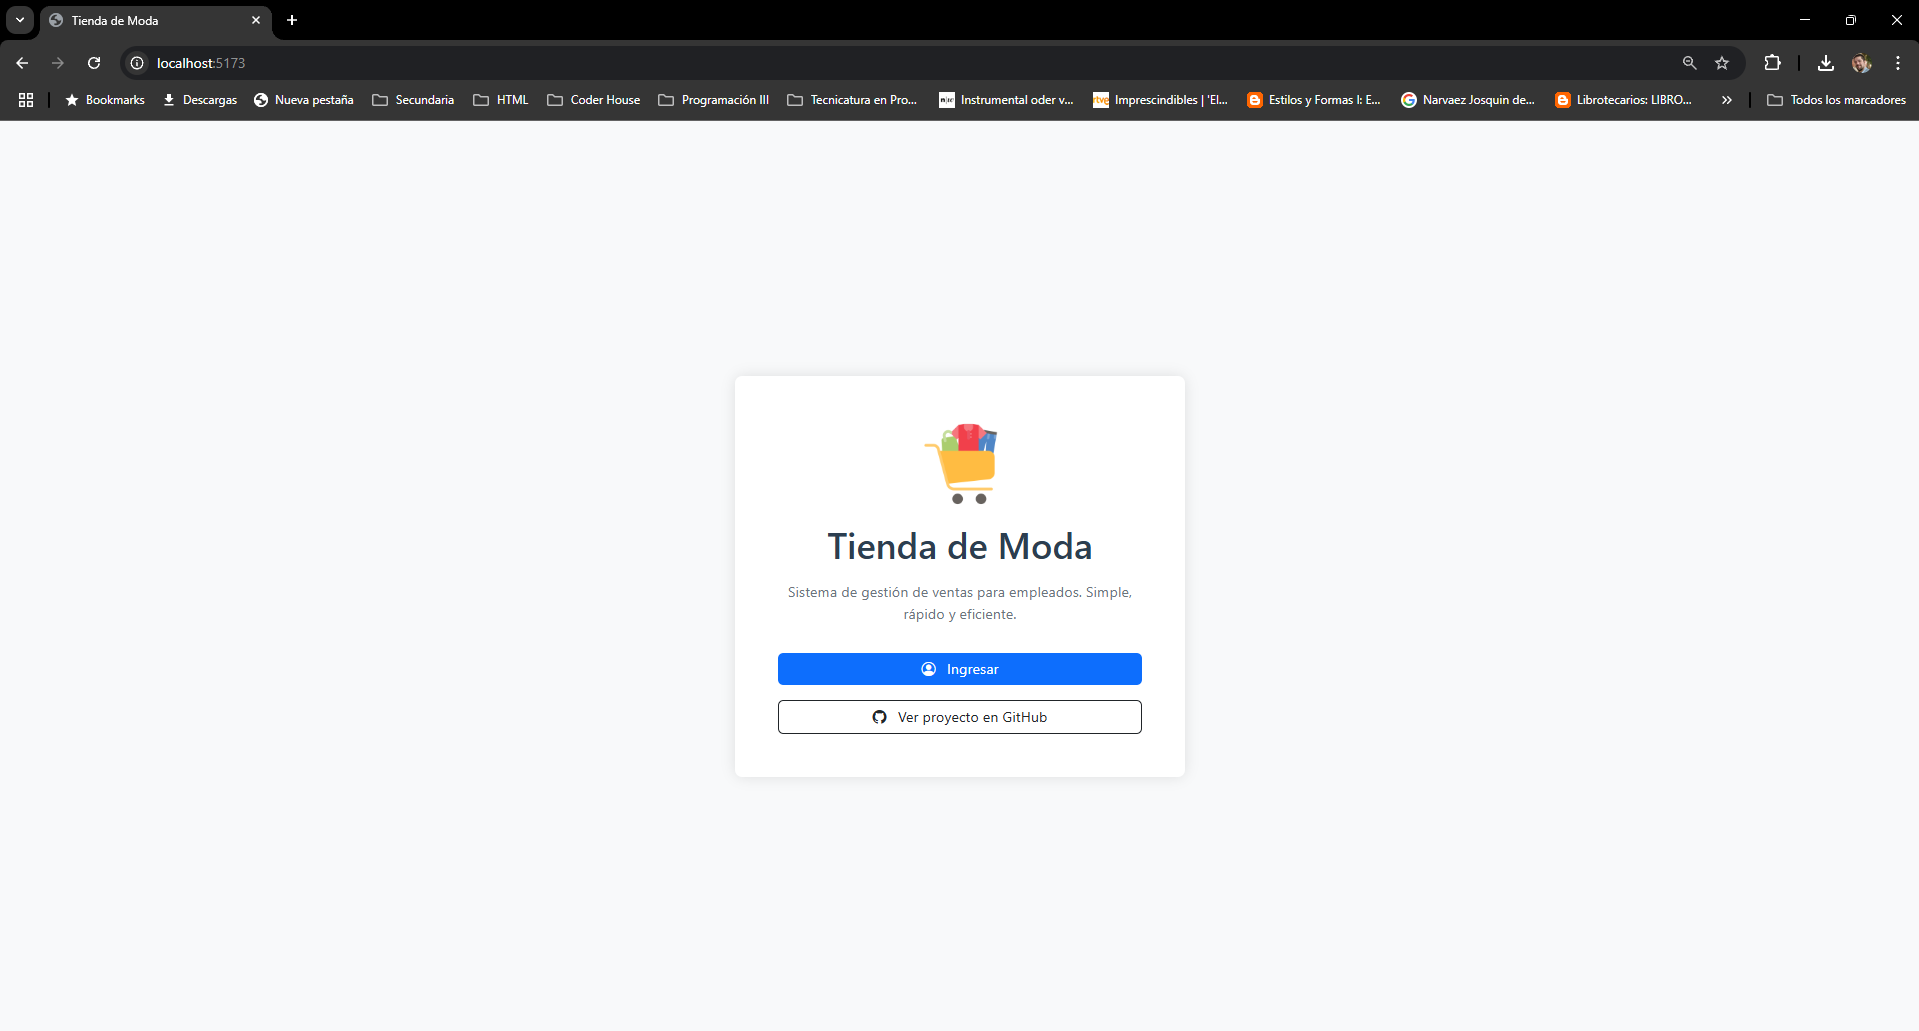 Tienda de Moda
localhost:5173
Bookmarks
Descargas
Nueva pestaña
Secundaria
HTML
Coder House
Programación III
Tecnicatura en Pro...
Instrumental oder v...
rtve
Imprescindibles | 'El...
Estilos y Formas I: E...
Narvaez Josquin de...
Librotecarios: LIBRO...
Todos los marcadores
Tienda de Moda
Sistema de gestión de ventas para empleados. Simple,
rápido y eficiente.
Ingresar
Ver proyecto en GitHub